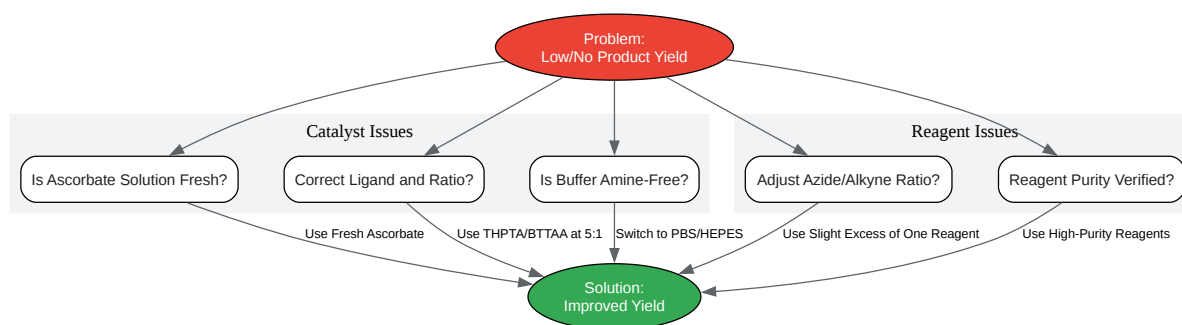 Problem:
Low/No Product Yield
Catalyst Issues
Reagent Issues
Is Ascorbate Solution Fresh?
Correct Ligand and Ratio?
Is Buffer Amine-Free?
Adjust Azide/Alkyne Ratio?
Reagent Purity Verified?
Use Fresh Ascorbate
Use THPTA/BTTAA at 5:1
Switch to PBS/HEPES
Use Slight Excess of One Reagent
Use High-Purity Reagents
Solution:
Improved Yield